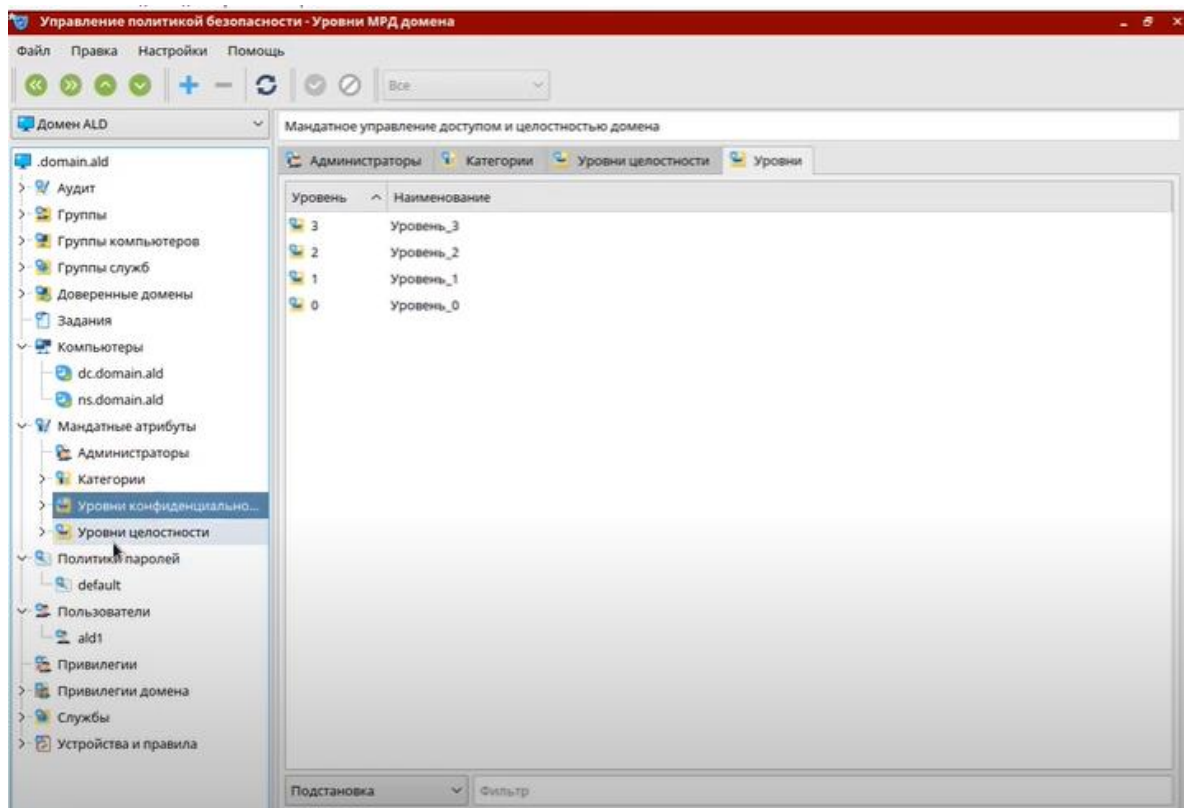 Управление политикой безопасности - Уровни МРД домена
Файл Правка Настройки Помощь
Все
Домен ALD
Мандатное управление доступом и целостностью домена
.domain.ald
Администраторы Категории Уровни целостности Уровни
Аудит
Уровень Наименование
Группы
3 Уровень_3
Группы компьютеров
2 Уровень_2
Группы служб
1 Уровень_1
Доверенные домены
0 Уровень_0
Задания
Компьютеры
dc.domain.ald
ns.domain.ald
Мандатные атрибуты
Администраторы
Категории
Уровни конфиденциально...
Уровни целостности
Политики паролей
default
Пользователи
ald1
Привилегии
Привилегии домена
Службы
Устройства и правила
Подстановка Фильтр